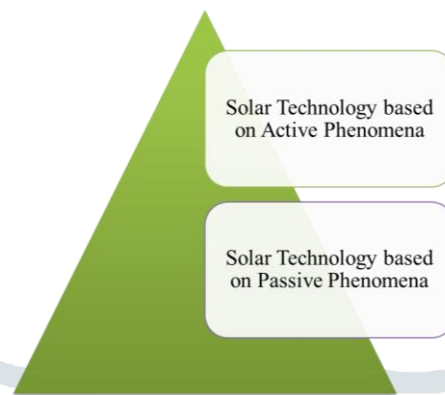 Solar Technology based
on Active Phenomena
Solar Technology based
on Passive Phenomena